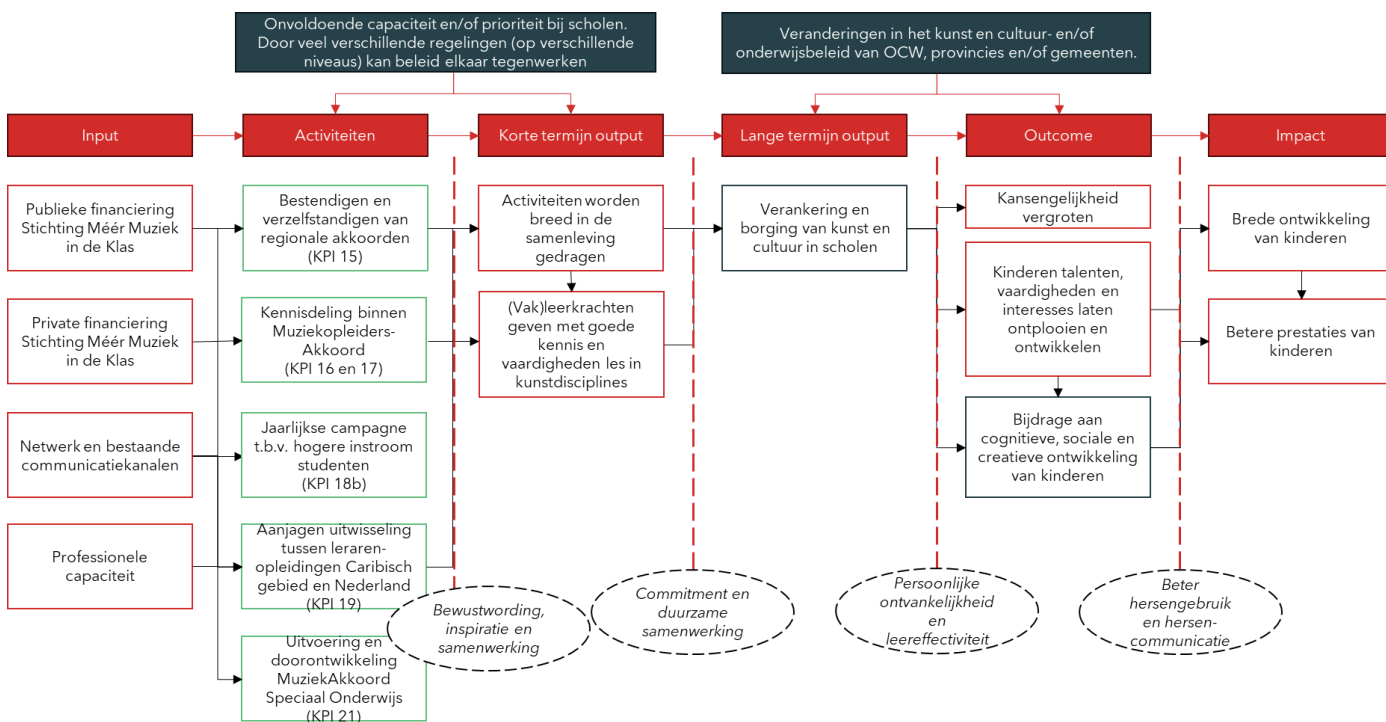 Onvoldoende capaciteit en/of prioriteit bij scholen.
Door veel verschillende regelingen (op verschillende
niveaus) kan beleid elkaar tegenwerken
Veranderingen in het kunst en cultuur- en/of
onderwijsbeleid van OCW, provincies en/of gemeenten.
Input
Activiteiten
Korte termijn output
Lange termijn output
Outcome
Impact
Publieke financiering
Stichting Méér Muziek
in de Klas
Private financiering
Stichting Méér Muziek
in de Klas
Netwerk en bestaande
communicatiekanalen
Professionele
capaciteit
Bestendigen en
verzelfstandigen van
regionale akkoorden
(KPI 15)
Kennisdeling binnen
Muziekopleiders-
Akkoord
(KPI 16 en 17)
Jaarlijkse campagne
t.b.v. hogere instroom
studenten
(KPI 18b)
Aanjagen uitwisseling
tussen leraren-
opleidingen Caribisch
gebied en Nederland
(KPI 19)
Uitvoering en
doorontwikkeling
MuziekAkkoord
Speciaal Onderwijs
(KPI 21)
Activiteiten worden
breed in de
samenleving
gedragen
(Vak)leerkrachten
geven met goede
kennis en
vaardigheden les in
kunstdisciplines
Verankering en
borging van kunst en
cultuur in scholen
Kansengelijkheid
vergroten
Kinderen talenten,
vaardigheden en
interesses laten
ontplooien en
ontwikkelen
Bijdrage aan
cognitieve, sociale en
creatieve ontwikkeling
van kinderen
Brede ontwikkeling
van kinderen
Betere prestaties van
kinderen
Bewustwording,
inspiratie en
samenwerking
Commitment en
duurzame
samenwerking
Persoonlijke
ontvankelijkheid
en
leereffectiviteit
Beter
hersengebruik
en hersen-
communicatie